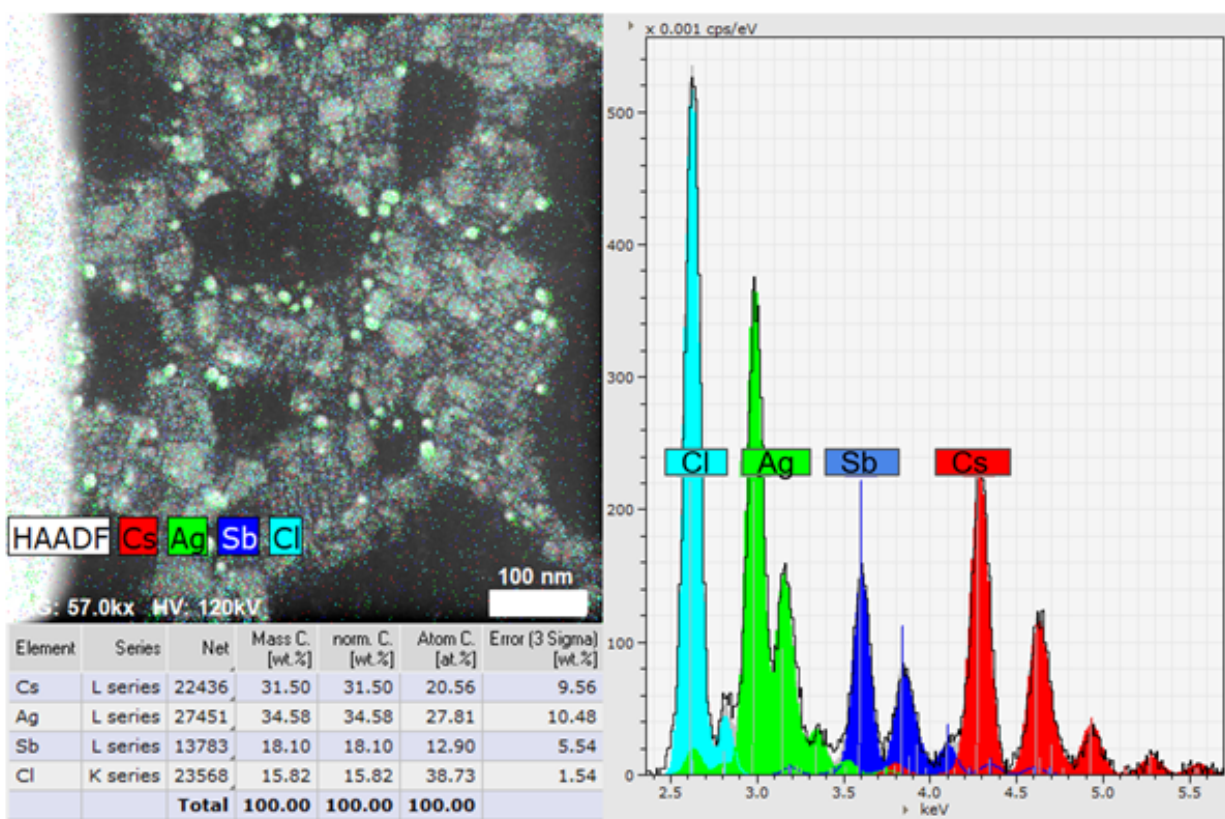 HAADF Cs Ag Sb Cl
100 nm
57.0kx HV: 120kV
Element Series Net Mass C. [wt.%] norm. C. [wt.%] Atom C. [at.%] Error (3 Sigma) [wt.%]
Cs L series 22436 31.50 31.50 20.56 9.56
Ag L series 27451 34.58 34.58 27.81 10.48
Sb L series 13783 18.10 18.10 12.90 5.54
Cl K series 23568 15.82 15.82 38.73 1.54
Total 100.00 100.00 100.00
x 0.001 cps/eV
500
400
300
200
100
0
Cl Ag Sb Cs
2.5 3.0 3.5 4.0 4.5 5.0 5.5
keV